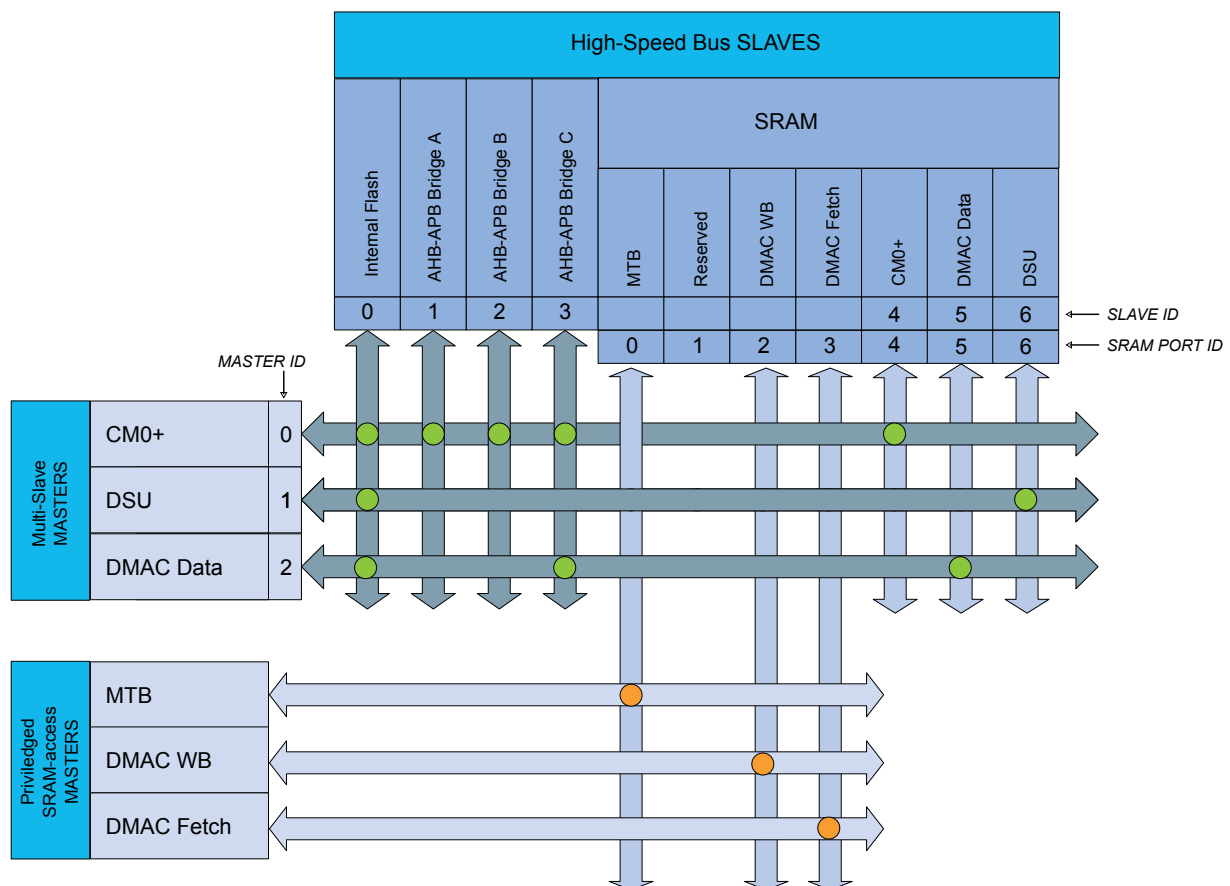 High-Speed Bus SLAVES
SRAM
Internal Flash
AHB-APB Bridge A
AHB-APB Bridge B
AHB-APB Bridge C
MTB
Reserved
DMAC WB
DMAC Fetch
CM0+
DMAC Data
DSU
0 1 2 3 4 5 6 SLAVE ID
0 1 2 3 4 5 6 SRAM PORT ID
MASTER ID
Multi-Slave
MASTERS
CM0+ 0
DSU 1
DMAC Data 2
Priviledged
SRAM-access
MASTERS
MTB
DMAC WB
DMAC Fetch